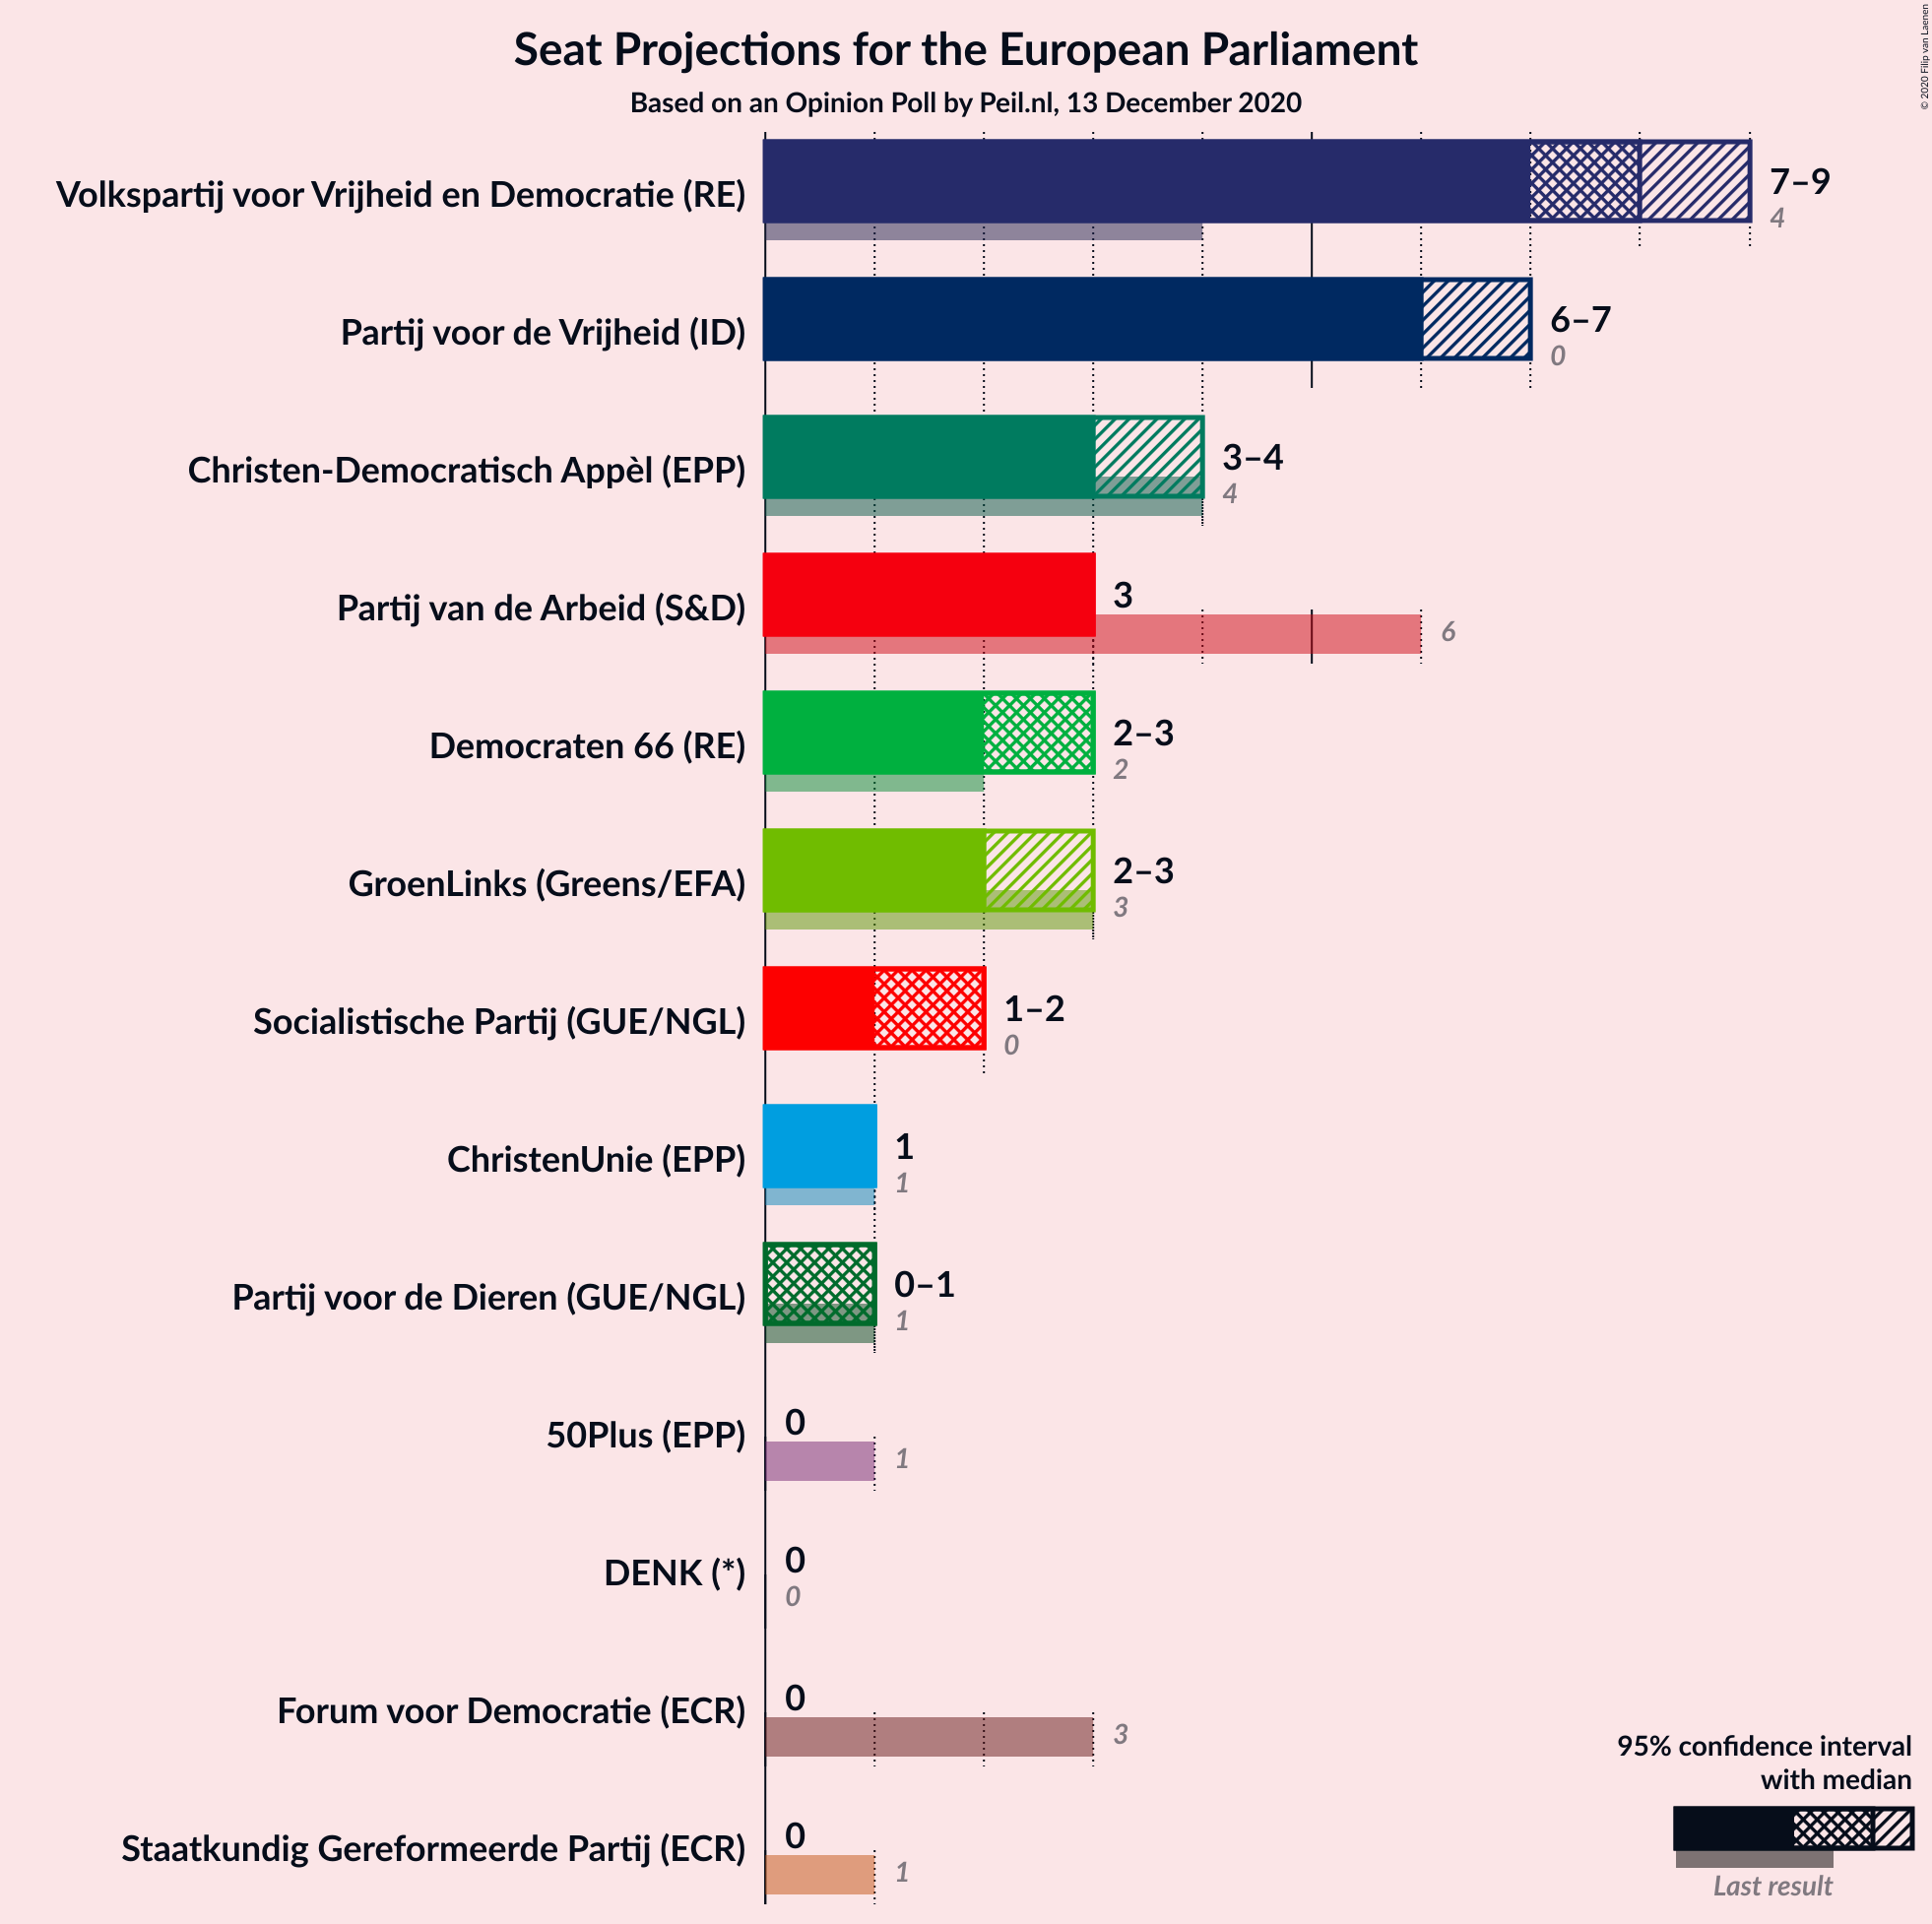 Seat Projections for the European Parliament
Based on an Opinion Poll by Peil.nl, 13 December 2020
© 2020 Filip van Laenen
Volkspartij voor Vrijheid en Democratie (RE)
7–9
4
Partij voor de Vrijheid (ID)
6–7
0
Christen-Democratisch Appèl (EPP)
3–4
4
Partij van de Arbeid (S&D)
3
6
Democraten 66 (RE)
2–3
2
GroenLinks (Greens/EFA)
2–3
3
Socialistische Partij (GUE/NGL)
1–2
0
ChristenUnie (EPP)
1
1
Partij voor de Dieren (GUE/NGL)
0–1
1
50Plus (EPP)
0
1
DENK (*)
0
0
Forum voor Democratie (ECR)
0
3
Staatkundig Gereformeerde Partij (ECR)
0
1
95% confidence interval
with median
Last result